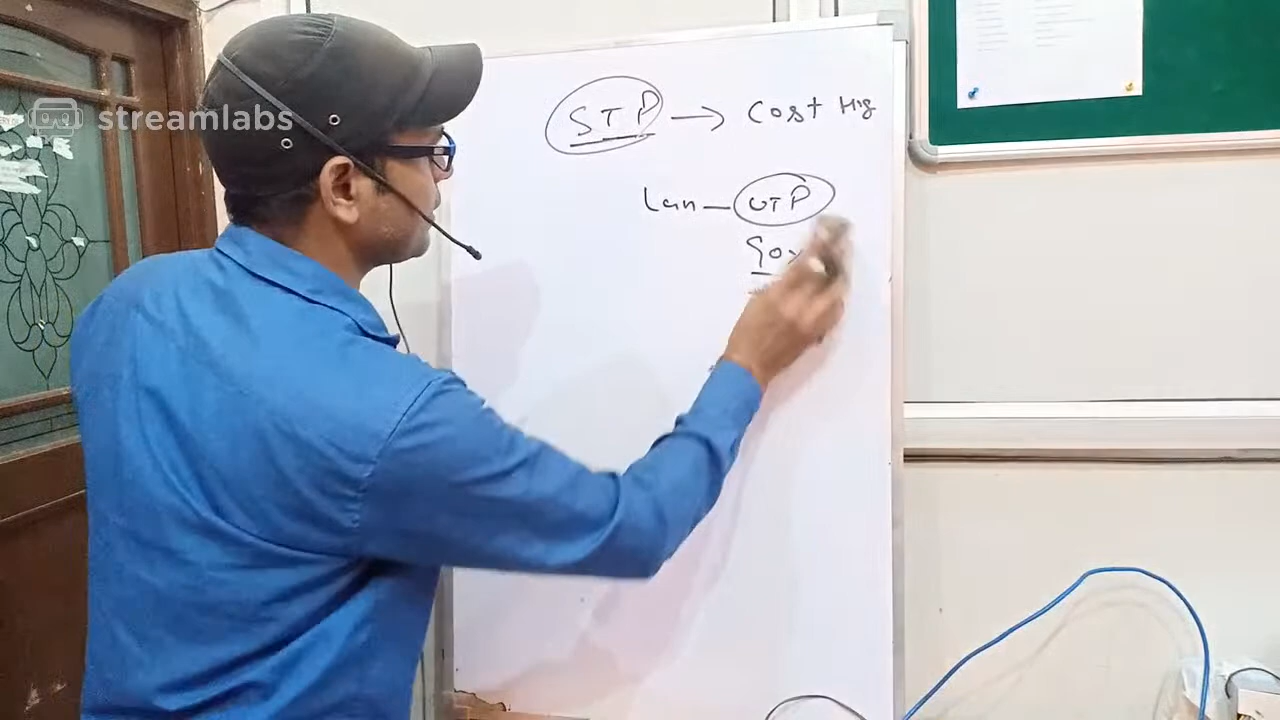 streamlabs
STP → Cost Hig
Lan — UTP